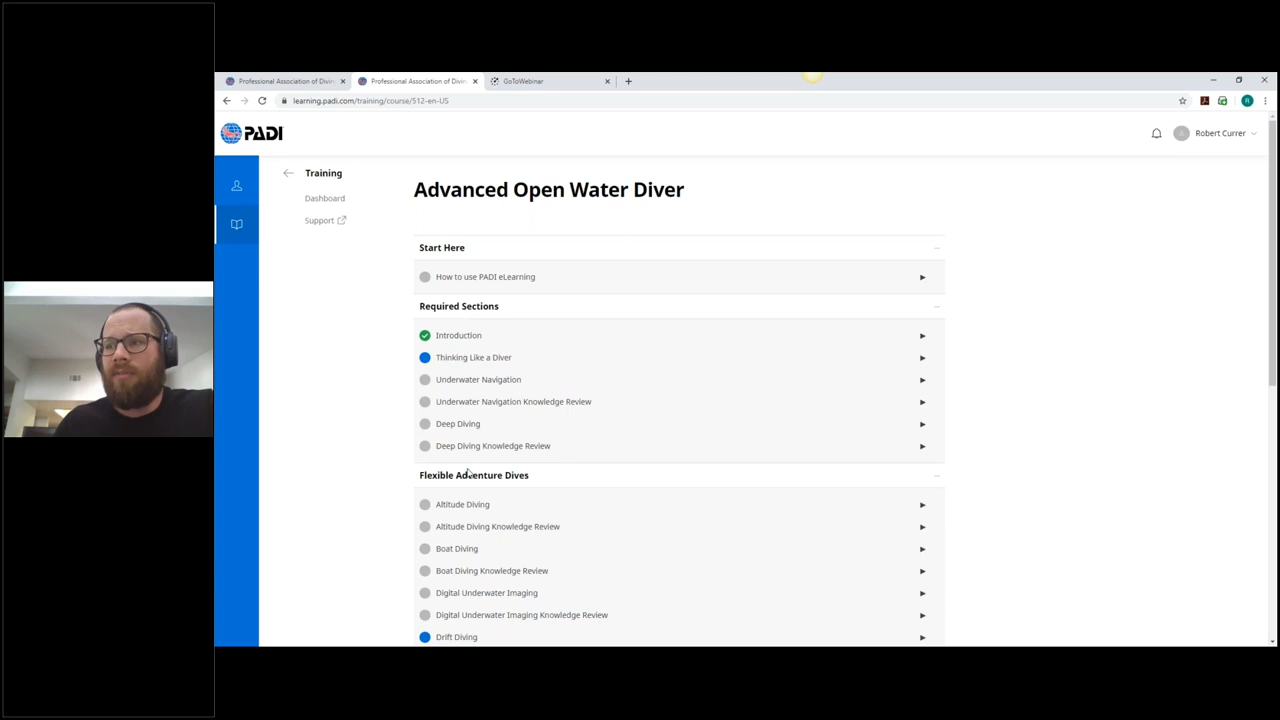 Professional Association of Divin
Professional Association of Divin
GoToWebinar
learning.padi.com/training/course/512-en-US
PADI
Robert Currer
Training
Dashboard
Support
Advanced Open Water Diver
Start Here
How to use PADI eLearning
Required Sections
Introduction
Thinking Like a Diver
Underwater Navigation
Underwater Navigation Knowledge Review
Deep Diving
Deep Diving Knowledge Review
Flexible Adventure Dives
Altitude Diving
Altitude Diving Knowledge Review
Boat Diving
Boat Diving Knowledge Review
Digital Underwater Imaging
Digital Underwater Imaging Knowledge Review
Drift Diving